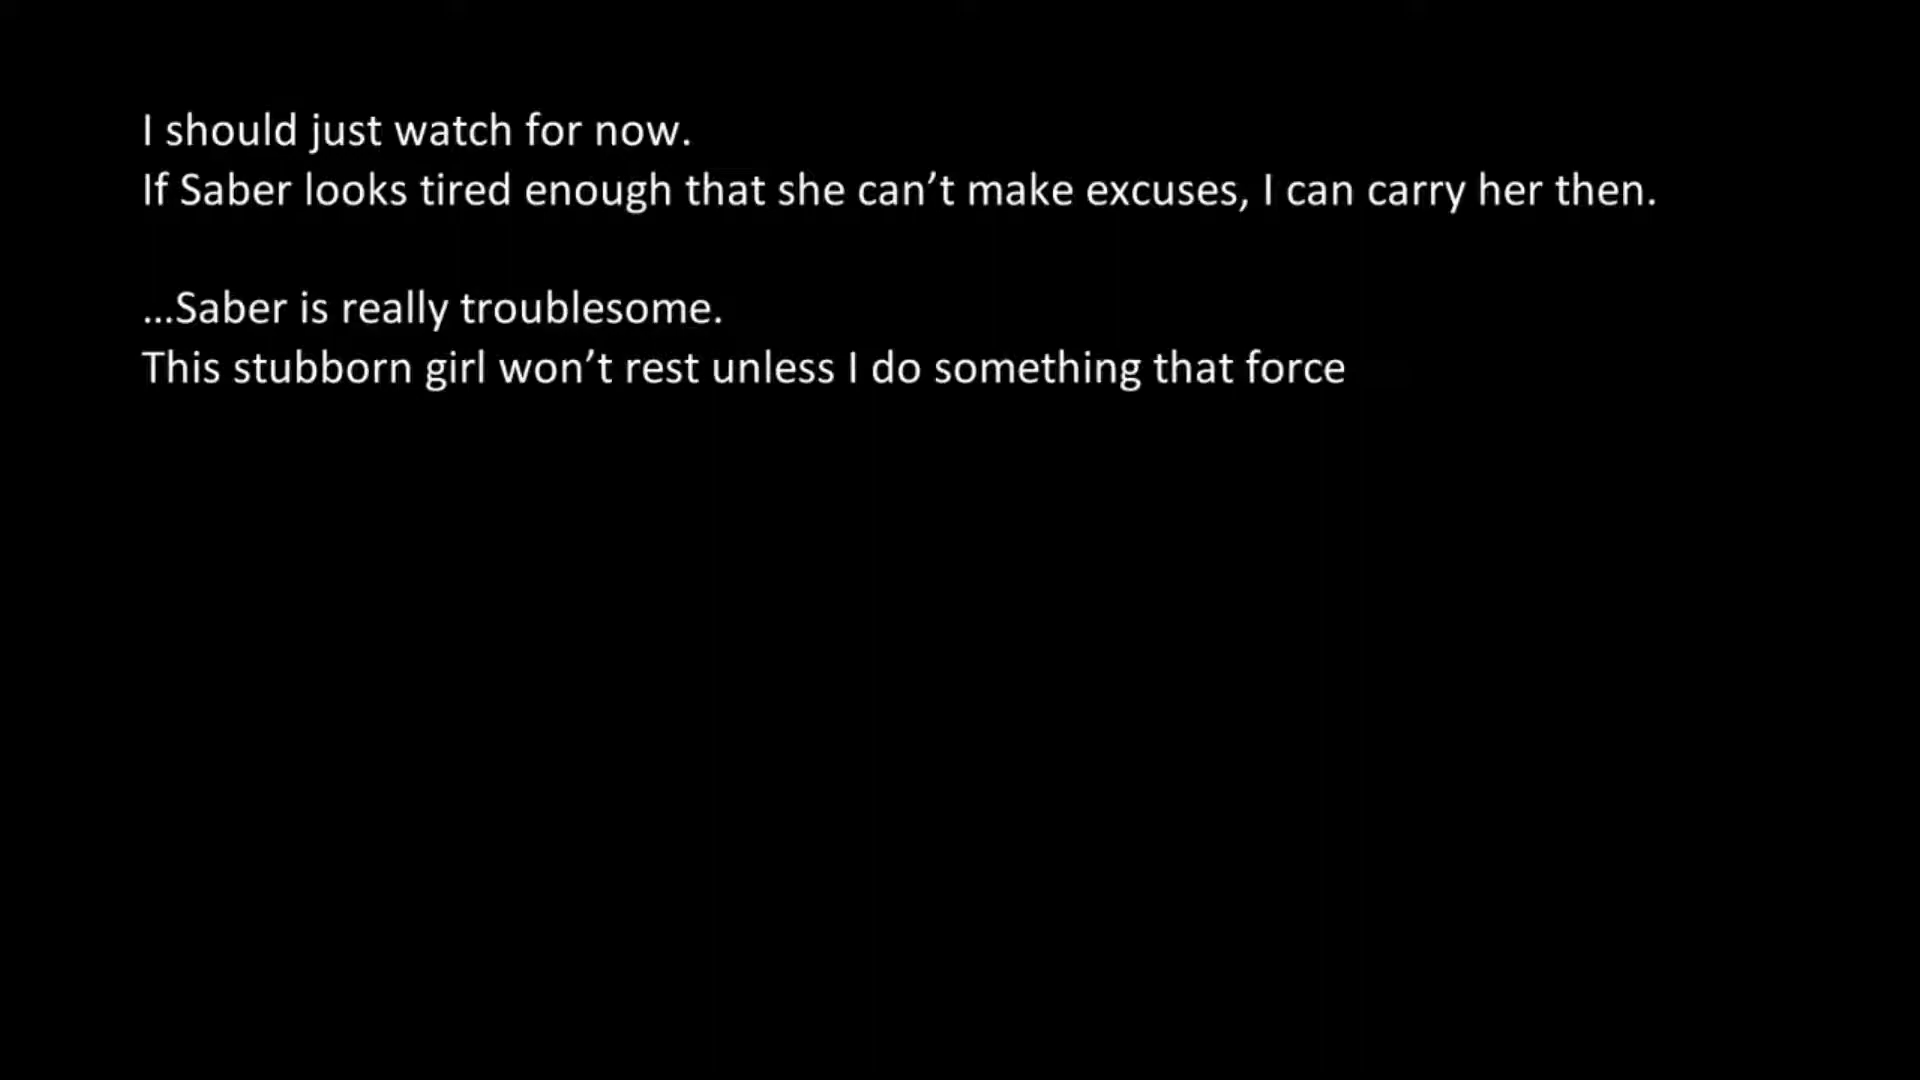 I should just watch for now.
If Saber looks tired enough that she can’t make excuses, I can carry her then.
…Saber is really troublesome.
This stubborn girl won’t rest unless I do something that force